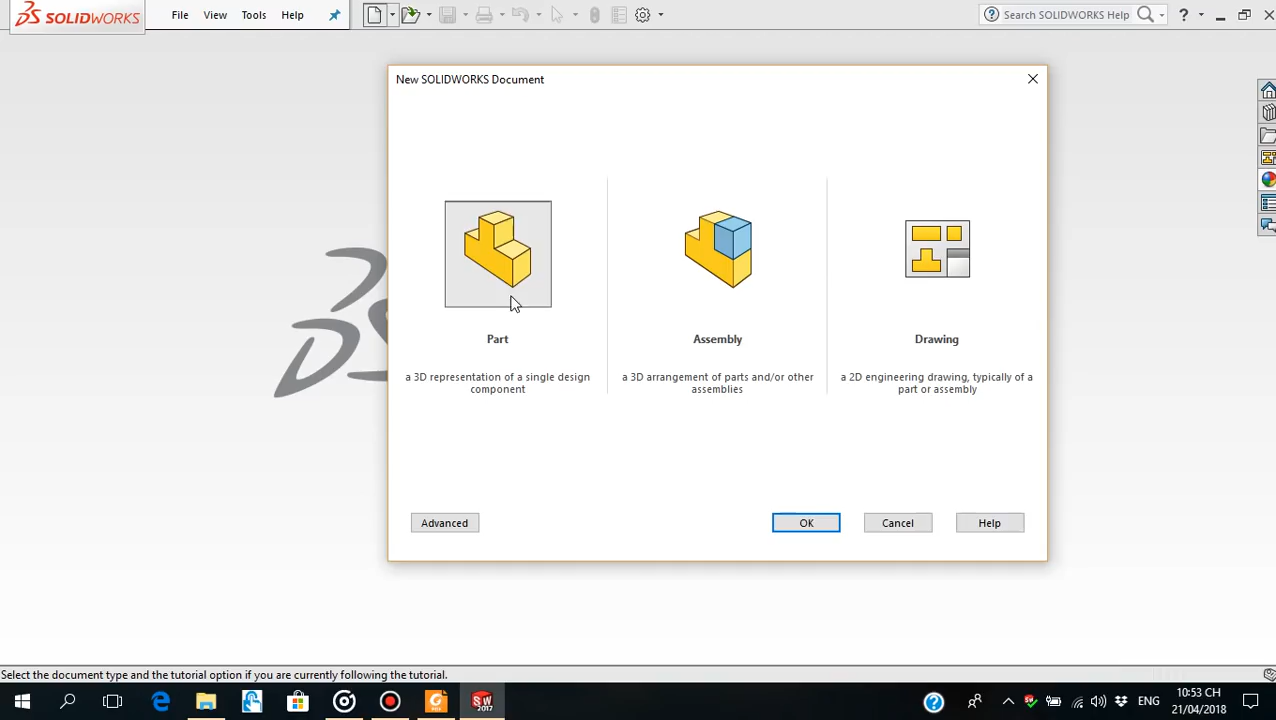 SOLIDWORKS File View Tools Help Search SOLIDWORKS Help ?
New SOLIDWORKS Document
Part Assembly Drawing
a 3D representation of a single design component
a 3D arrangement of parts and/or other assemblies
a 2D engineering drawing, typically of a part or assembly
Advanced OK Cancel Help
Select the document type and the tutorial option if you are currently following the tutorial.
SW 2017 ENG 10:53 CH
21/04/2018